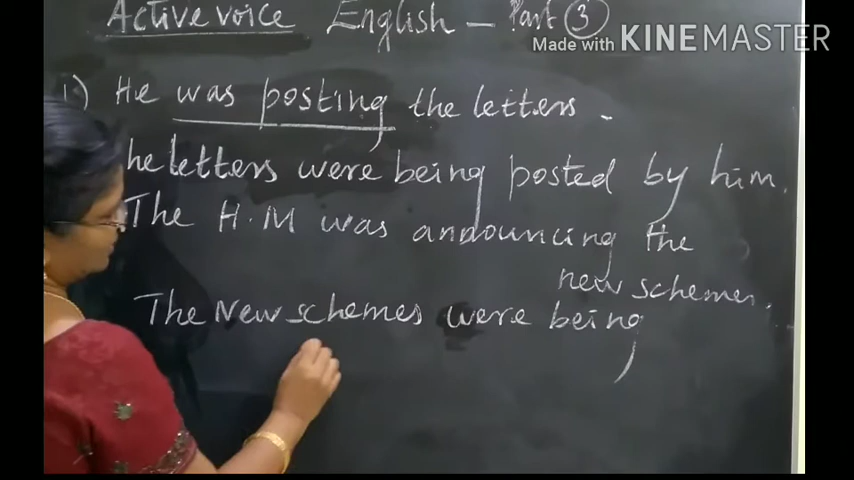 Active voice English - Part 3
Made with KINEMASTER
1) He was posting the letters.
he letters were being posted by him.
The H.M was announcing the
new schemes.
The New schemes were being